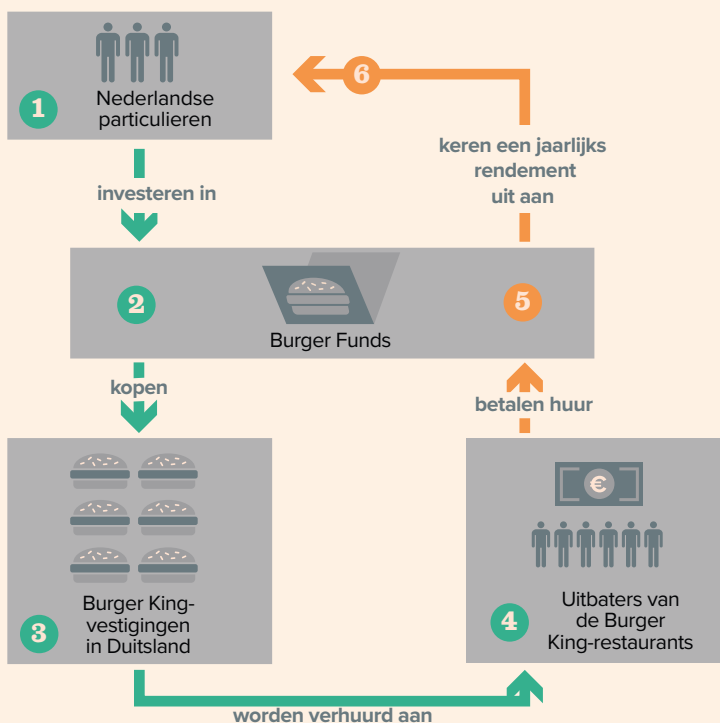 1
Nederlandse
particulieren
investeren in
2
Burger Funds
kopen
3
Burger King-
vestigingen
in Duitsland
worden verhuurd aan
€
4
Uitbaters van
de Burger
King-restaurants
betalen huur
5
keren een jaarlijks
rendement
uit aan
6